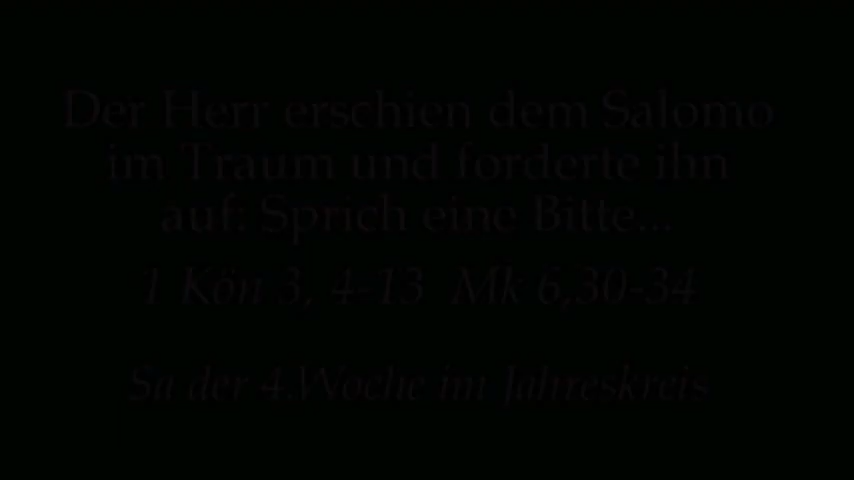 Der Herr erschien dem Salomo
im Traum und forderte ihn
auf: Sprich eine Bitte...
1 Kön 3, 4-13 Mk 6,30-34
Sa der 4.Woche im Jahreskreis